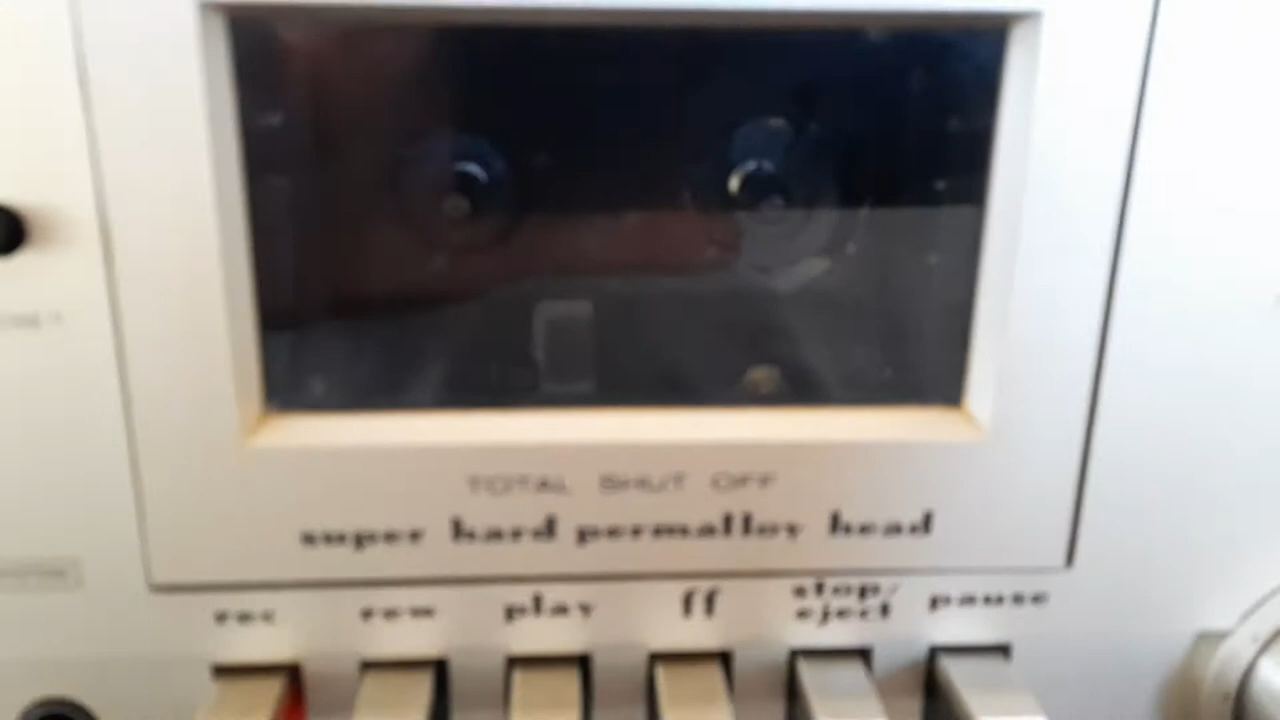 TOTAL SHUT OFF
super hard permalloy head
rec rew play ff stop/eject pause